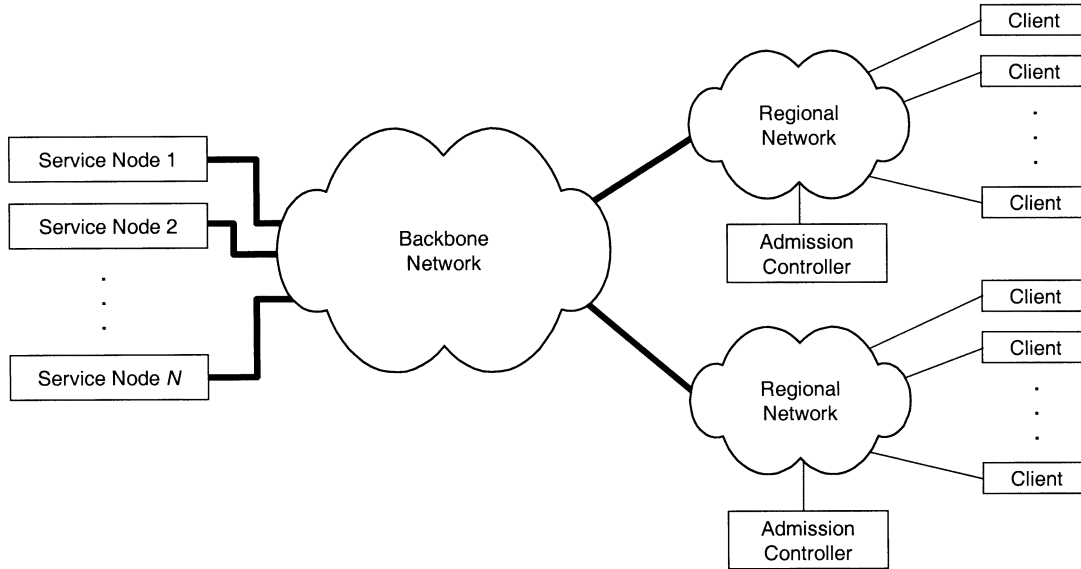 Client
Client
Regional
Network
.
.
.
Client
Service Node 1
Service Node 2
.
.
.
Service Node N
Backbone
Network
Admission
Controller
Client
Client
Regional
Network
.
.
.
Client
Admission
Controller